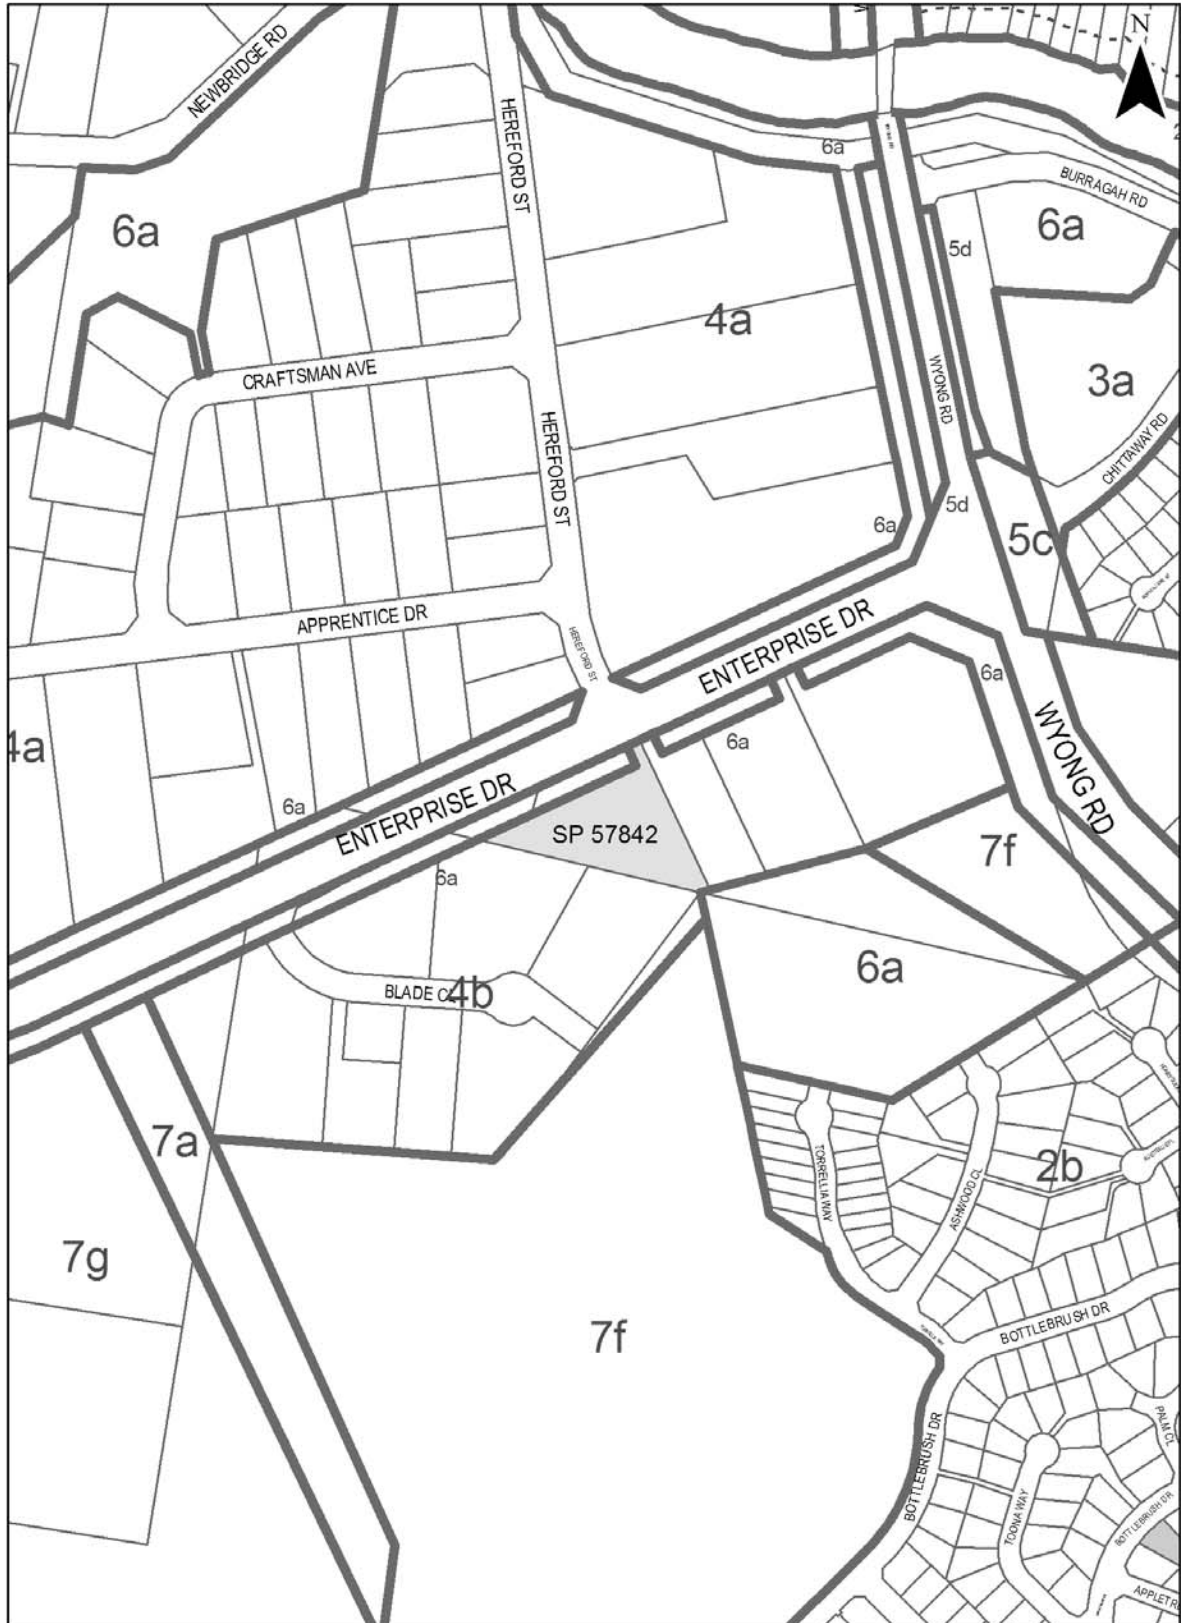 N
NEWBRIDGE RD
HEREFORD ST
6a
BURRAGAH RD
6a
6a
5d
4a
CRAFTSMAN AVE
WYONG RD
3a
HEREFORD ST
CHITTAWAY RD
6a
5d
5c
APPRENTICE DR
HEREFORD ST
ENTERPRISE DR
6a
4a
6a
WYONG RD
6a
ENTERPRISE DR
SP 57842
7f
6a
6a
BLADE CL
4b
7a
TORRELLIA WAY
ASHWOOD CL
2b
7g
7f
BOTTLEBRUSH DR
PALM CL
BOTTLEBRUSH DR
TOONA WAY
BOTTLEBRUSH DR